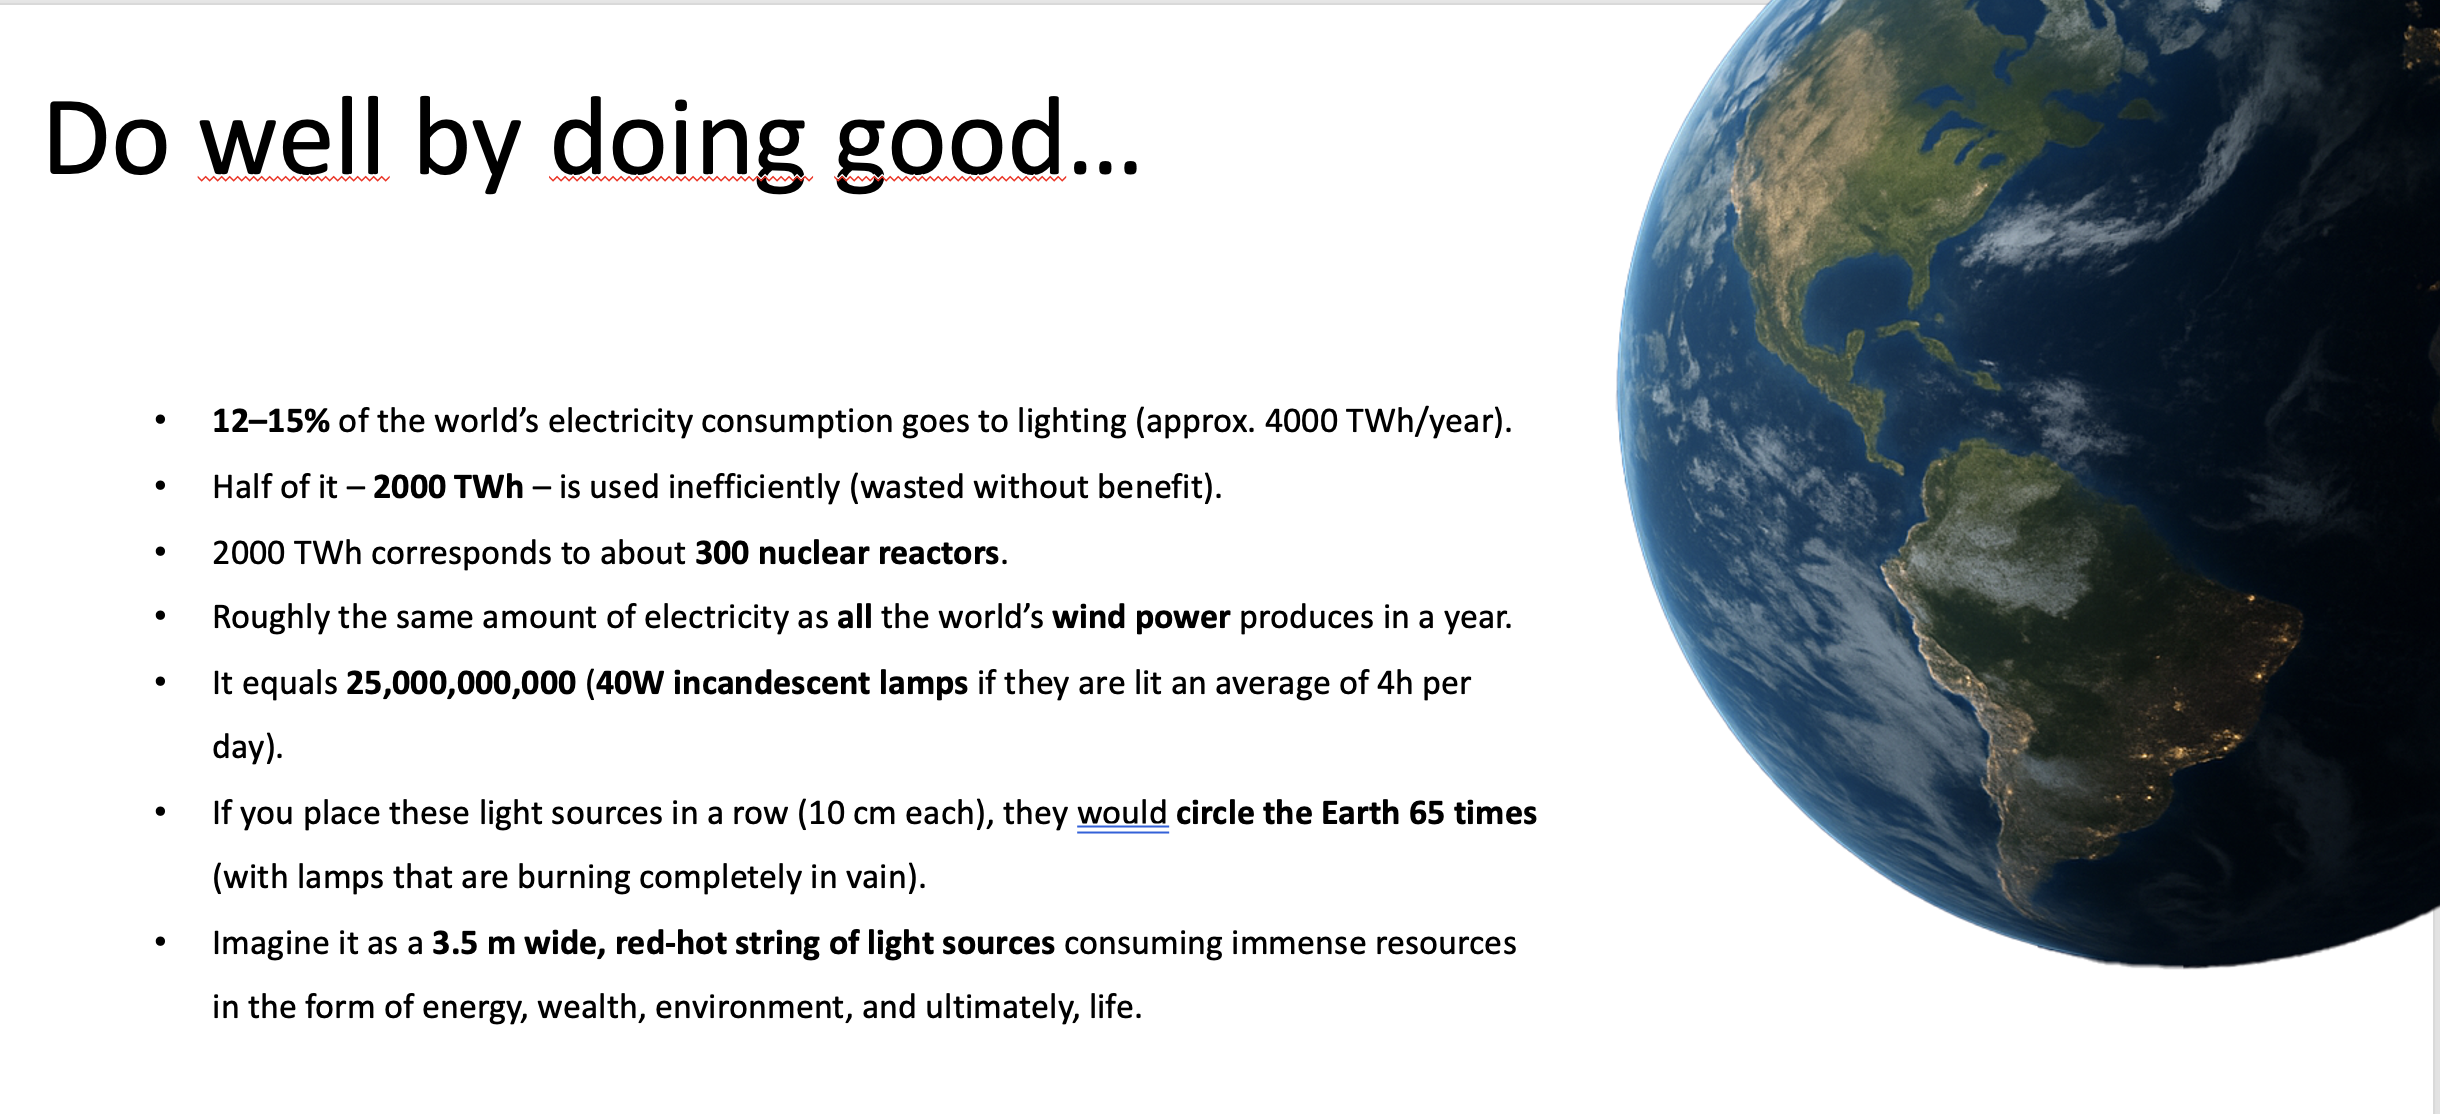 Do well by doing good...
• 12–15% of the world’s electricity consumption goes to lighting (approx. 4000 TWh/year).
• Half of it – 2000 TWh – is used inefficiently (wasted without benefit).
• 2000 TWh corresponds to about 300 nuclear reactors.
• Roughly the same amount of electricity as all the world’s wind power produces in a year.
• It equals 25,000,000,000 (40W incandescent lamps if they are lit an average of 4h per
day).
• If you place these light sources in a row (10 cm each), they would circle the Earth 65 times
(with lamps that are burning completely in vain).
• Imagine it as a 3.5 m wide, red-hot string of light sources consuming immense resources
in the form of energy, wealth, environment, and ultimately, life.